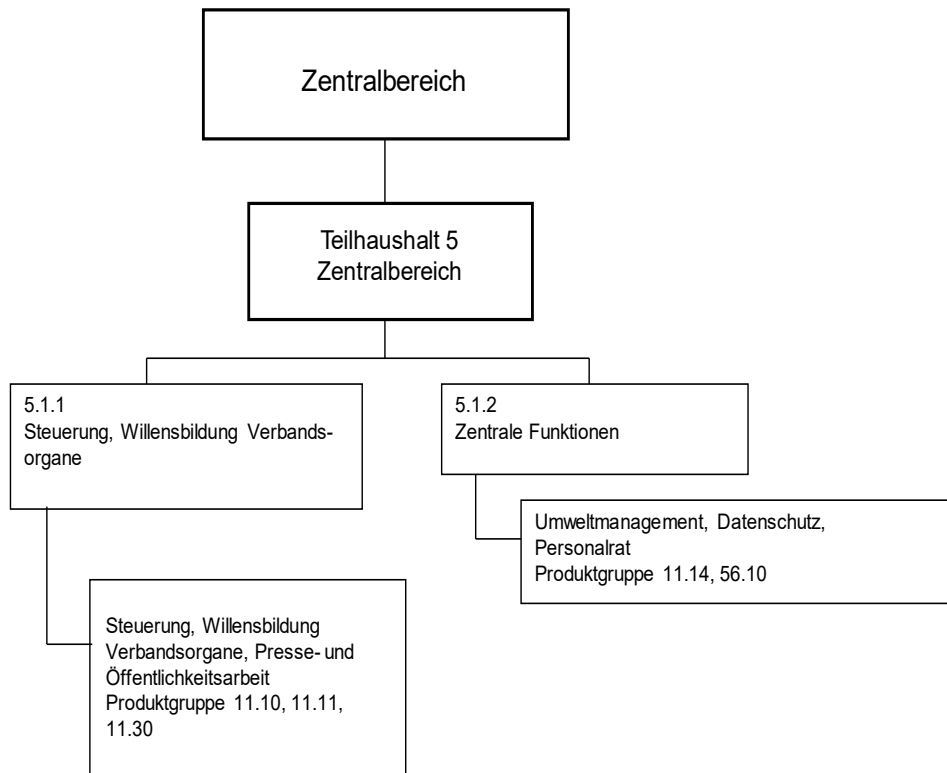 Zentralbereich
Teilhaushalt 5
Zentralbereich
5.1.1
Steuerung, Willensbildung Verbands-
organe
5.1.2
Zentrale Funktionen
Umweltmanagement, Datenschutz,
Personalrat
Produktgruppe 11.14, 56.10
Steuerung, Willensbildung
Verbandsorgane, Presse- und
Öffentlichkeitsarbeit
Produktgruppe 11.10, 11.11,
11.30